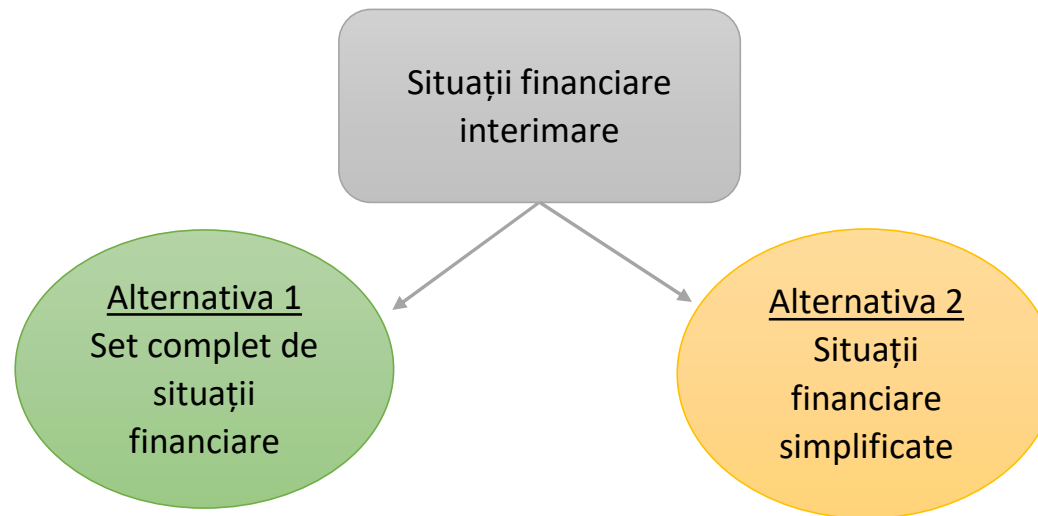 Situații financiare
interimare
Alternativa 1
Set complet de
situații
financiare
Alternativa 2
Situații
financiare
simplificate